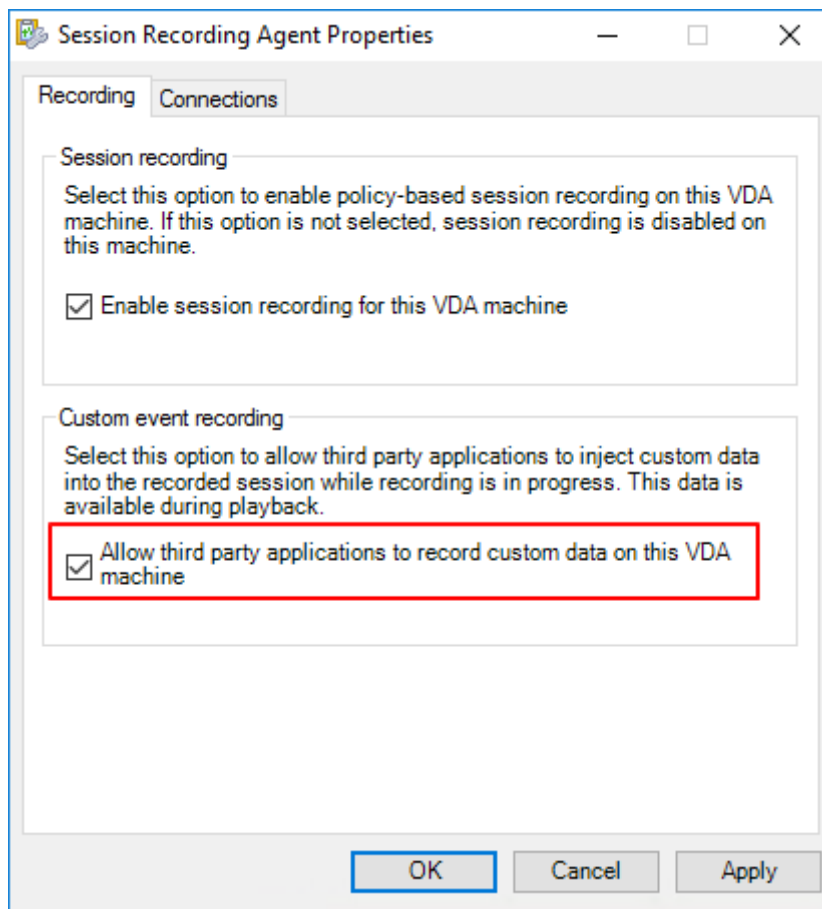 Session Recording Agent Properties
Recording
Connections
Session recording
Select this option to enable policy-based session recording on this VDA
machine. If this option is not selected, session recording is disabled on
this machine.
Enable session recording for this VDA machine
Custom event recording
Select this option to allow third party applications to inject custom data
into the recorded session while recording is in progress. This data is
available during playback.
Allow third party applications to record custom data on this VDA
machine
OK
Cancel
Apply